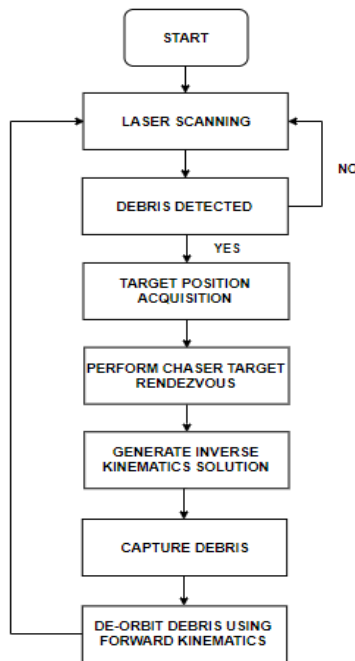 START
LASER SCANNING
NO
DEBRIS DETECTED
YES
TARGET POSITION
ACQUISITION
PERFORM CHASER TARGET
RENDEZVOUS
GENERATE INVERSE
KINEMATICS SOLUTION
CAPTURE DEBRIS
DE-ORBIT DEBRIS USING
FORWARD KINEMATICS